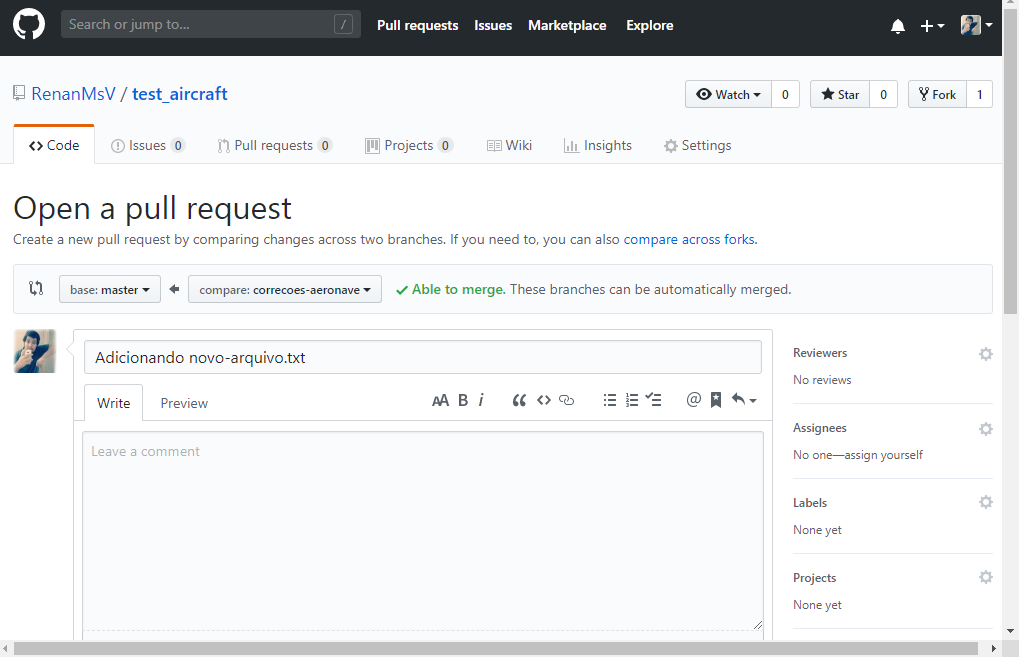 Search or jump to... / Pull requests Issues Marketplace Explore
RenanMsV / test_aircraft Watch 0 Star 0 Fork 1
Code Issues 0 Pull requests 0 Projects 0 Wiki Insights Settings
Open a pull request
Create a new pull request by comparing changes across two branches. If you need to, you can also compare across forks.
base: master compare: correcoes-aeronave Able to merge. These branches can be automatically merged.
Adicionando novo-arquivo.txt
Write Preview AA B i @
Leave a comment
Reviewers
No reviews
Assignees
No one—assign yourself
Labels
None yet
Projects
None yet